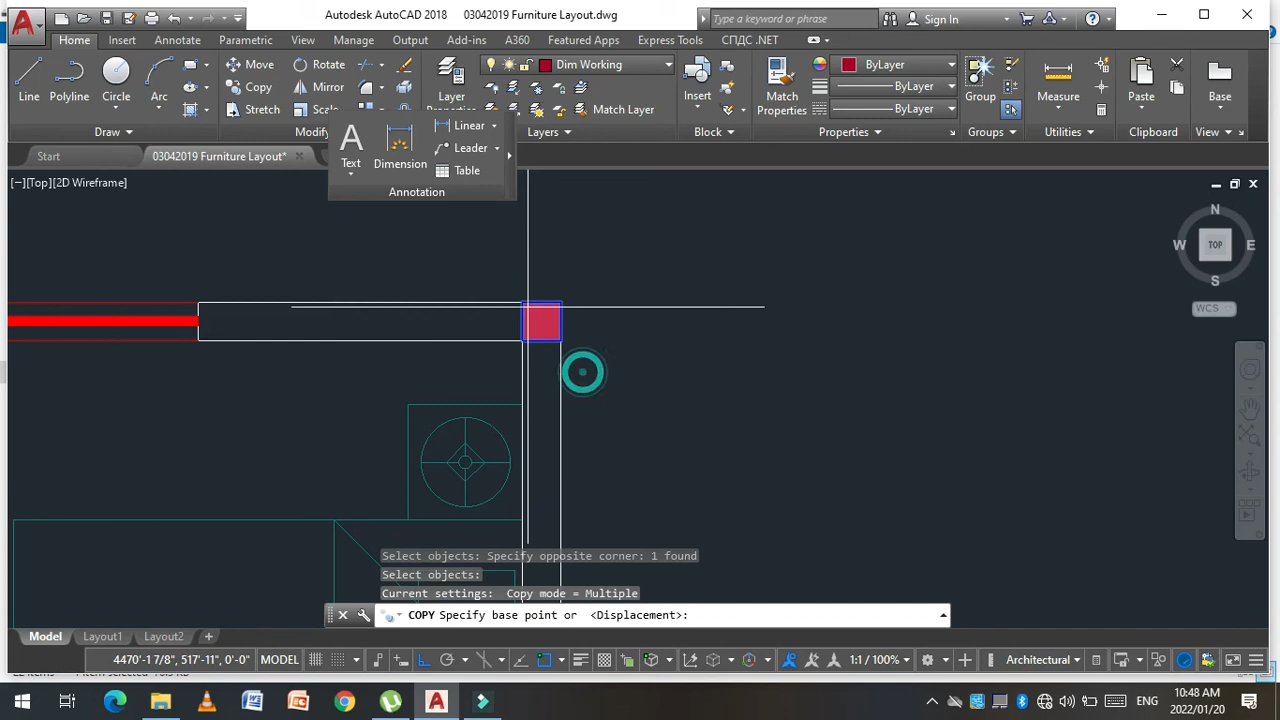 Autodesk AutoCAD 2018 03042019 Furniture Layout.dwg
Type a keyword or phrase
Sign In
Home Insert Annotate Parametric View Manage Output Add-ins A360 Featured Apps Express Tools СПДС .NET
Line Polyline Circle Arc
Move Rotate
Copy Mirror
Stretch Scale
Layer
Properties
Dim Working
Match Layer
Insert
Match
Properties
ByLayer
ByLayer
ByLayer
Group
Measure
Paste
Base
Draw Modify Layers Block Properties Groups Utilities Clipboard View
Text Dimension
Linear
Leader
Table
Annotation
Start 03042019 Furniture Layout*
[−][Top][2D Wireframe]
N
W TOP E
S
WCS
Select objects: Specify opposite corner: 1 found
Select objects:
Current settings: Copy mode = Multiple
COPY Specify base point or <Displacement>:
Model Layout1 Layout2 +
4470'-1 7/8", 517'-11", 0'-0" MODEL 1:1 / 100% Architectural
ENG
10:48 AM
2022/01/20